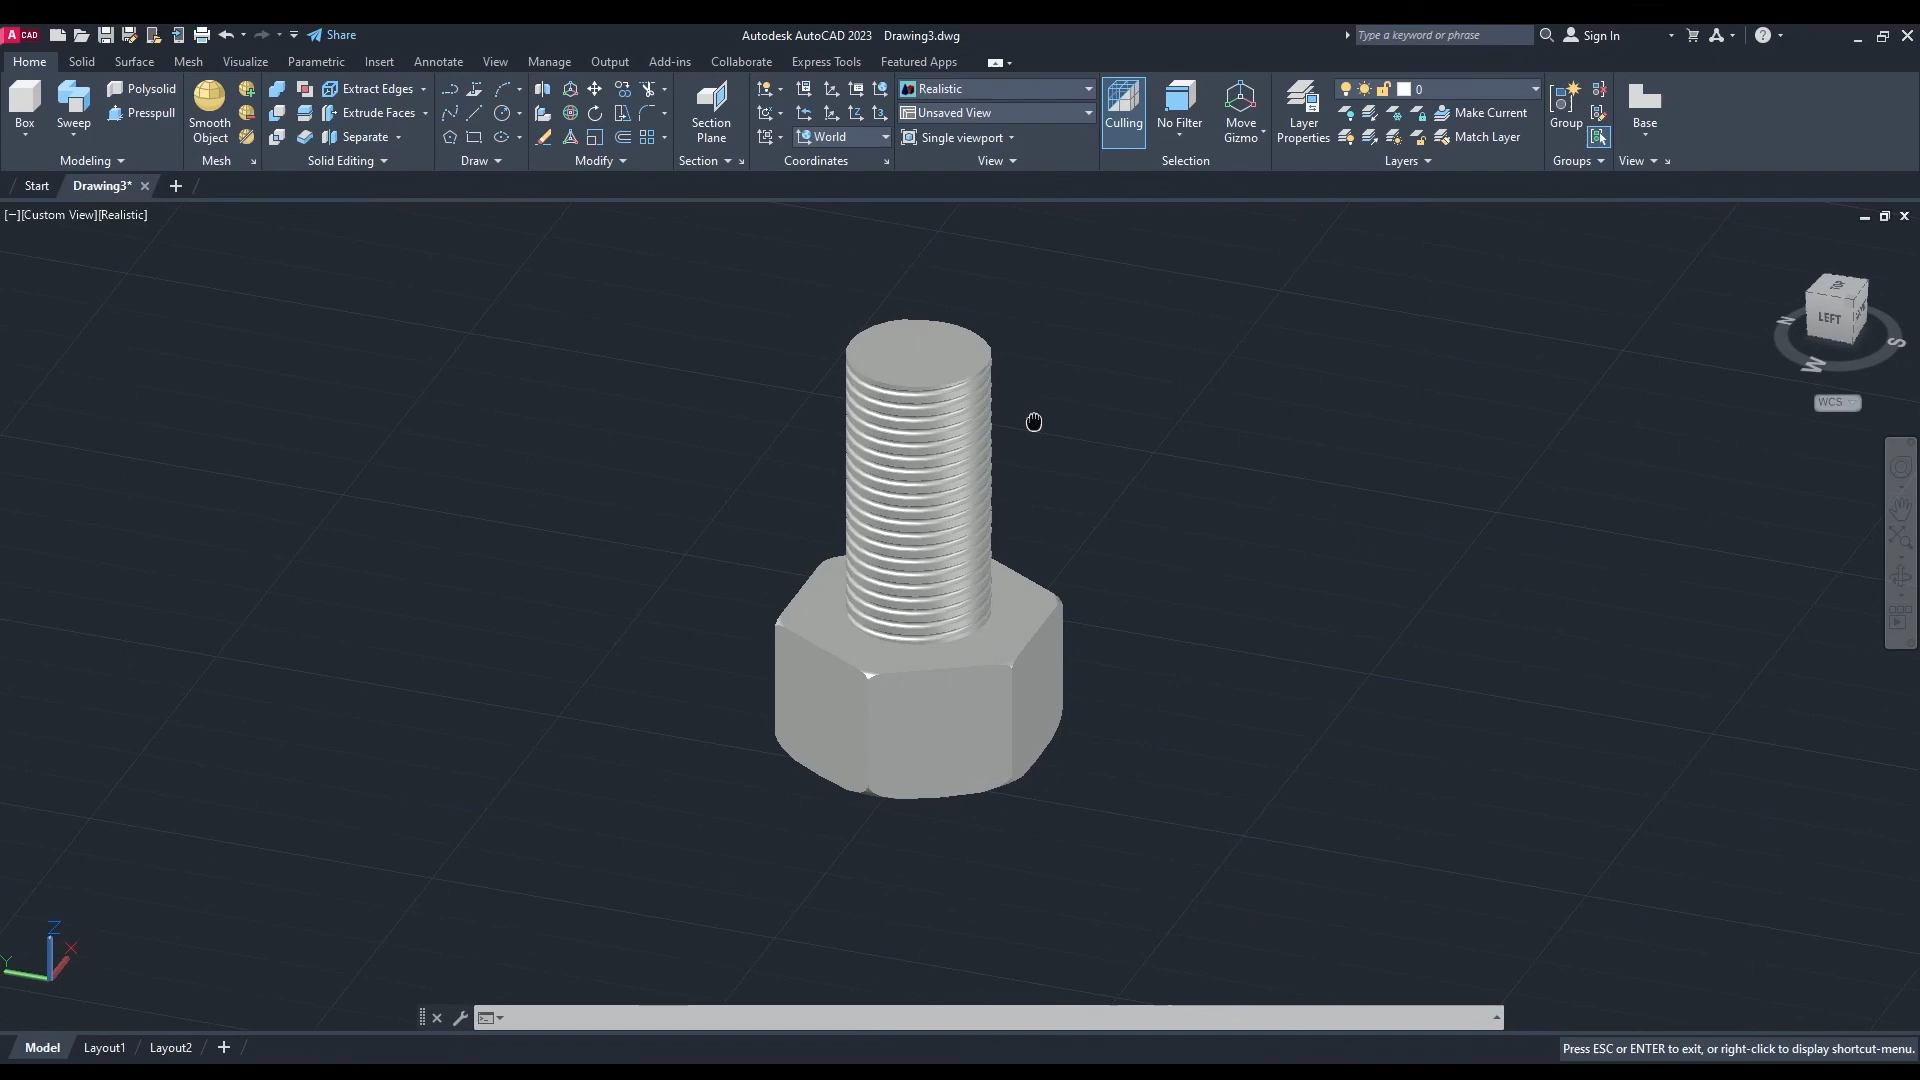 A CAD Share Autodesk AutoCAD 2023 Drawing3.dwg Type a keyword or phrase Sign In ?
Home Solid Surface Mesh Visualize Parametric Insert Annotate View Manage Output Add-ins Collaborate Express Tools Featured Apps
Polysolid Extract Edges Realistic 0
Presspull Extrude Faces Unsaved View Make Current
Box Sweep Smooth Object Separate Section Plane World Single viewport Culling No Filter Move Gizmo Layer Properties Match Layer Group Base
Modeling Mesh Solid Editing Draw Modify Section Coordinates View Selection Layers Groups View
Start Drawing3* +
[−][Custom View][Realistic]
LEFT
N
S
W
WCS
Z
X
Y
Model Layout1 Layout2 + Press ESC or ENTER to exit, or right-click to display shortcut-menu.